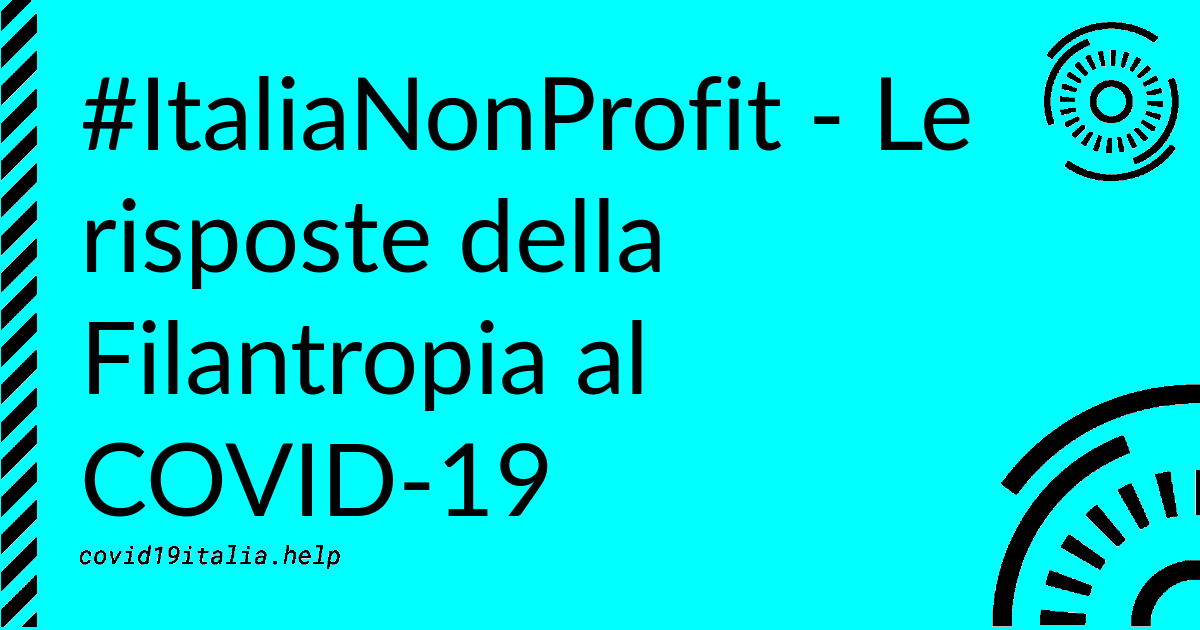 #ItaliaNonProfit - Le
risposte della
Filantropia al
COVID-19
covid19italia.help